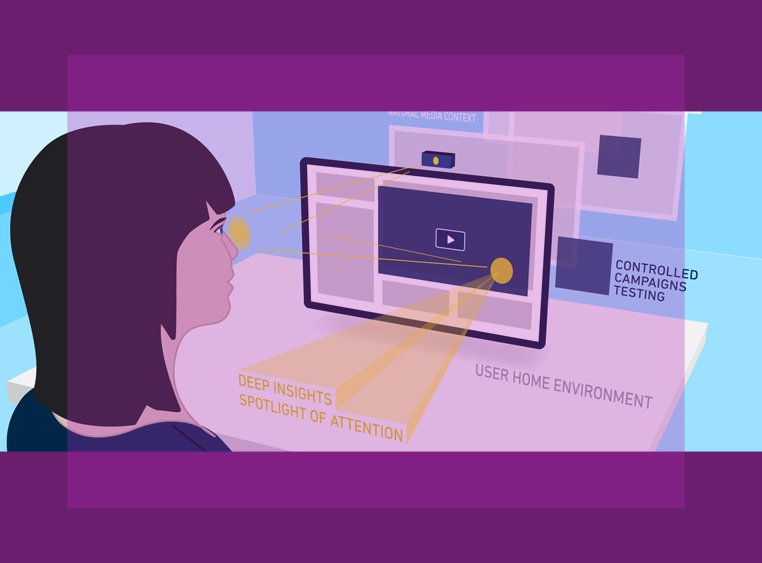 NATURAL MEDIA CONTEXT
CONTROLLED
CAMPAIGNS
TESTING
USER HOME ENVIRONMENT
DEEP INSIGHTS
SPOTLIGHT OF ATTENTION